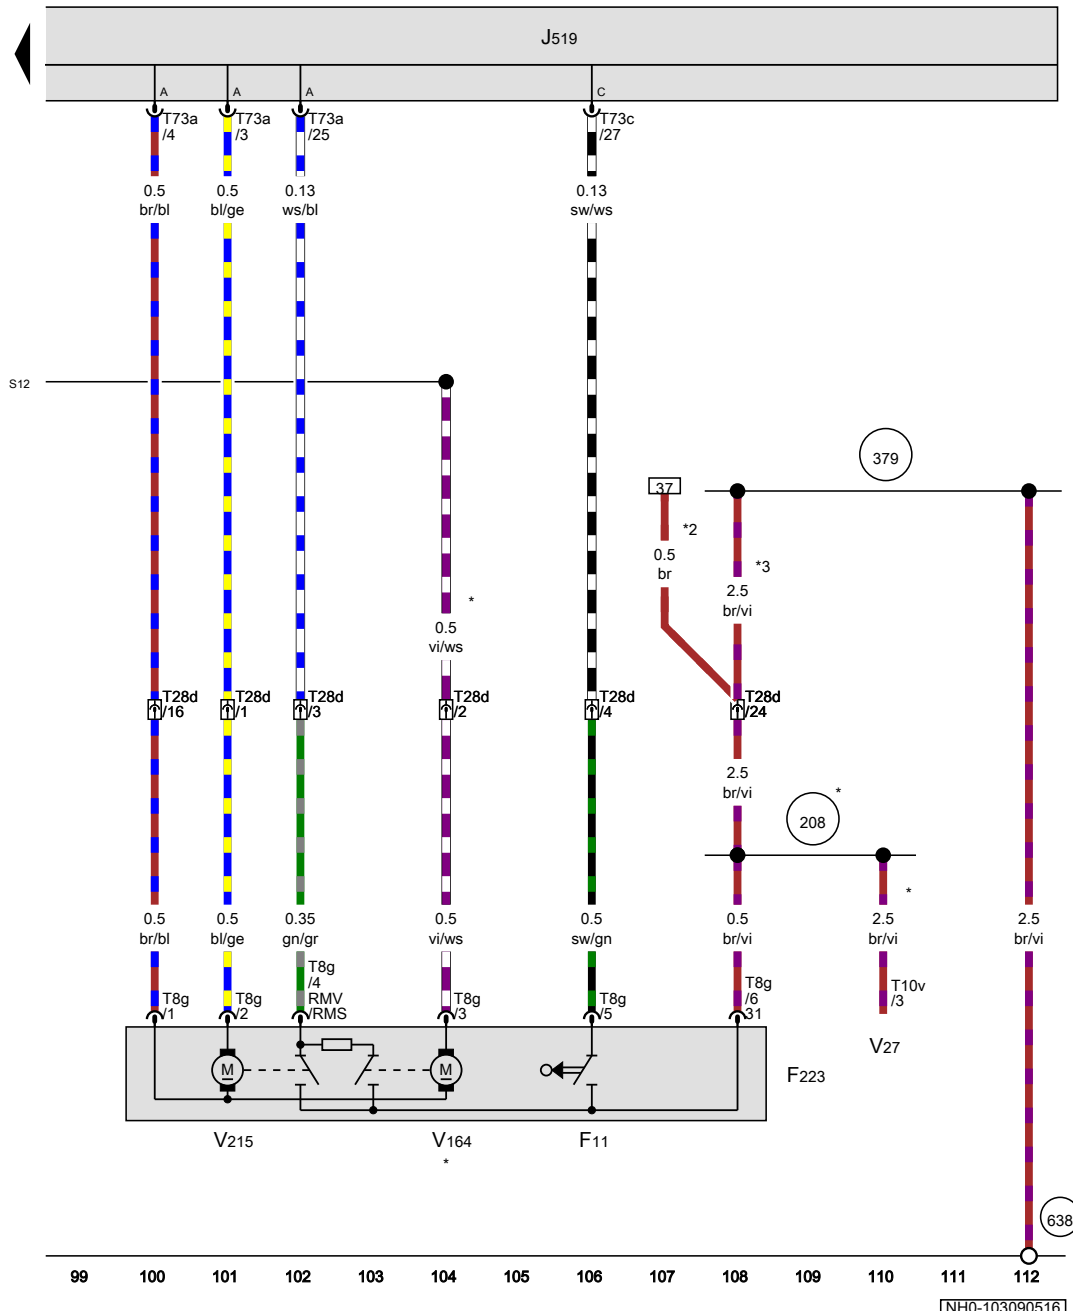 J519
A A A C
T73a T73a T73a T73c
/4 /3 /25 /27
0.5 0.5 0.13 0.13
br/bl bl/ge ws/bl sw/ws
S12
379
37
*2
0.5
br
*3
2.5
br/vi
*
0.5
vi/ws
T28d T28d T28d T28d T28d T28d
/16 /1 /3 /2 /4 /24
2.5
br/vi
*
208
*
0.5 0.5 0.35 0.5 0.5 0.5 2.5 2.5
br/bl bl/ge gn/gr vi/ws sw/gn br/vi br/vi br/vi
T8g T8g T10v
/4 /6 /3
T8g T8g RMV T8g T8g
/1 /2 /RMS /3 /5 31
V27
M M
F223
V215 V164 F11
*
638
99 100 101 102 103 104 105 106 107 108 109 110 111 112
NH0-103090516